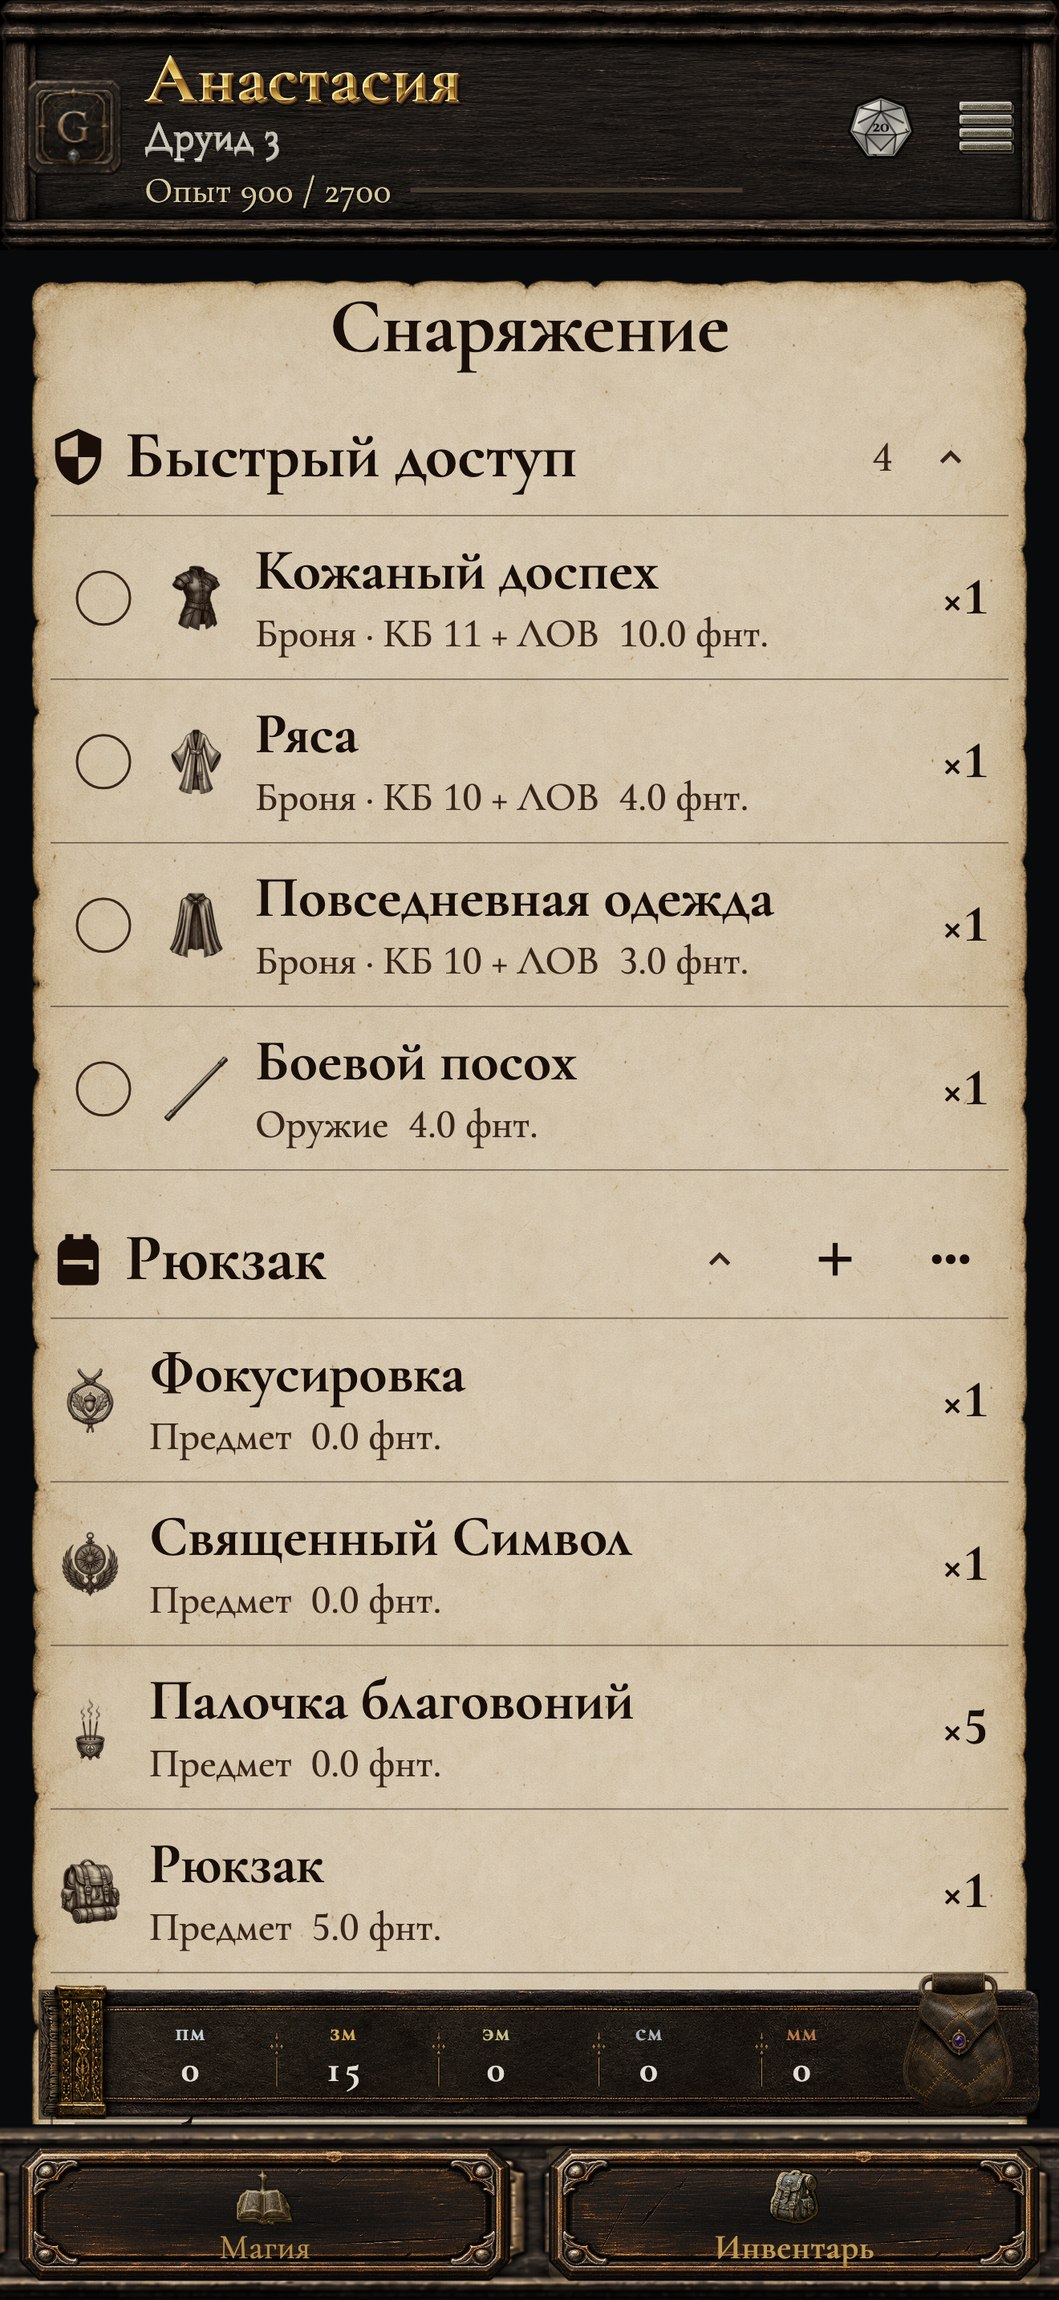 G
Анастасия
Друид 3
Опыт 900 / 2700
20
Снаряжение
Быстрый доступ 4
Кожаный доспех
Броня · КБ 11 + ЛОВ 10.0 фнт.
×1
Ряса
Броня · КБ 10 + ЛОВ 4.0 фнт.
×1
Повседневная одежда
Броня · КБ 10 + ЛОВ 3.0 фнт.
×1
Боевой посох
Оружие 4.0 фнт.
×1
Рюкзак
Фокусировка
Предмет 0.0 фнт.
×1
Священный Символ
Предмет 0.0 фнт.
×1
Палочка благовоний
Предмет 0.0 фнт.
×5
Рюкзак
Предмет 5.0 фнт.
×1
ПМ ЗМ ЭМ СМ ММ
0 15 0 0 0
Магия Инвентарь